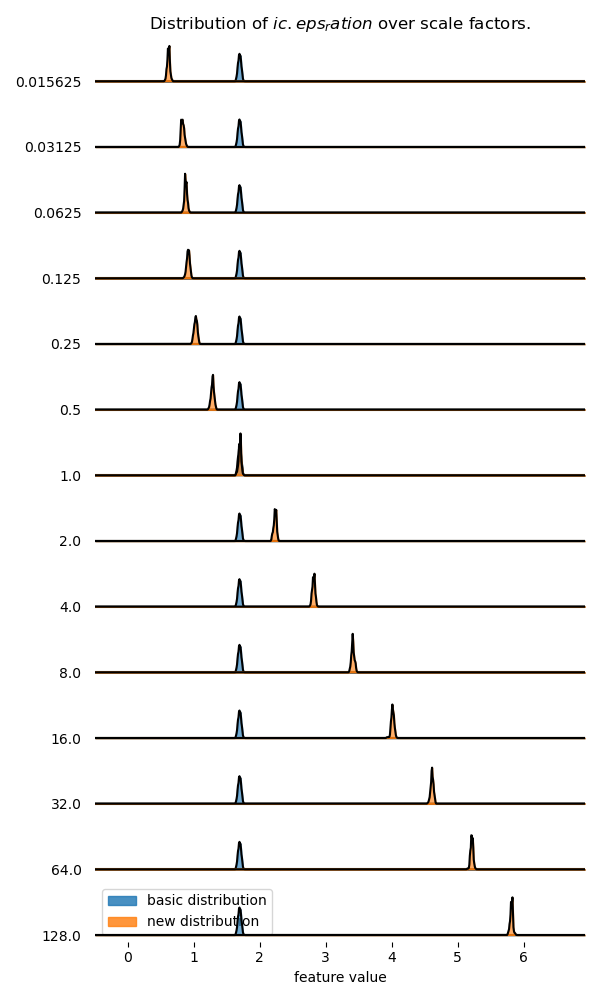 Distribution of ic.eps_ration over scale factors.
0.015625
0.03125
0.0625
0.125
0.25
0.5
1.0
2.0
4.0
8.0
16.0
32.0
64.0
basic distribution
new distribution
128.0
0 1 2 3 4 5 6
feature value